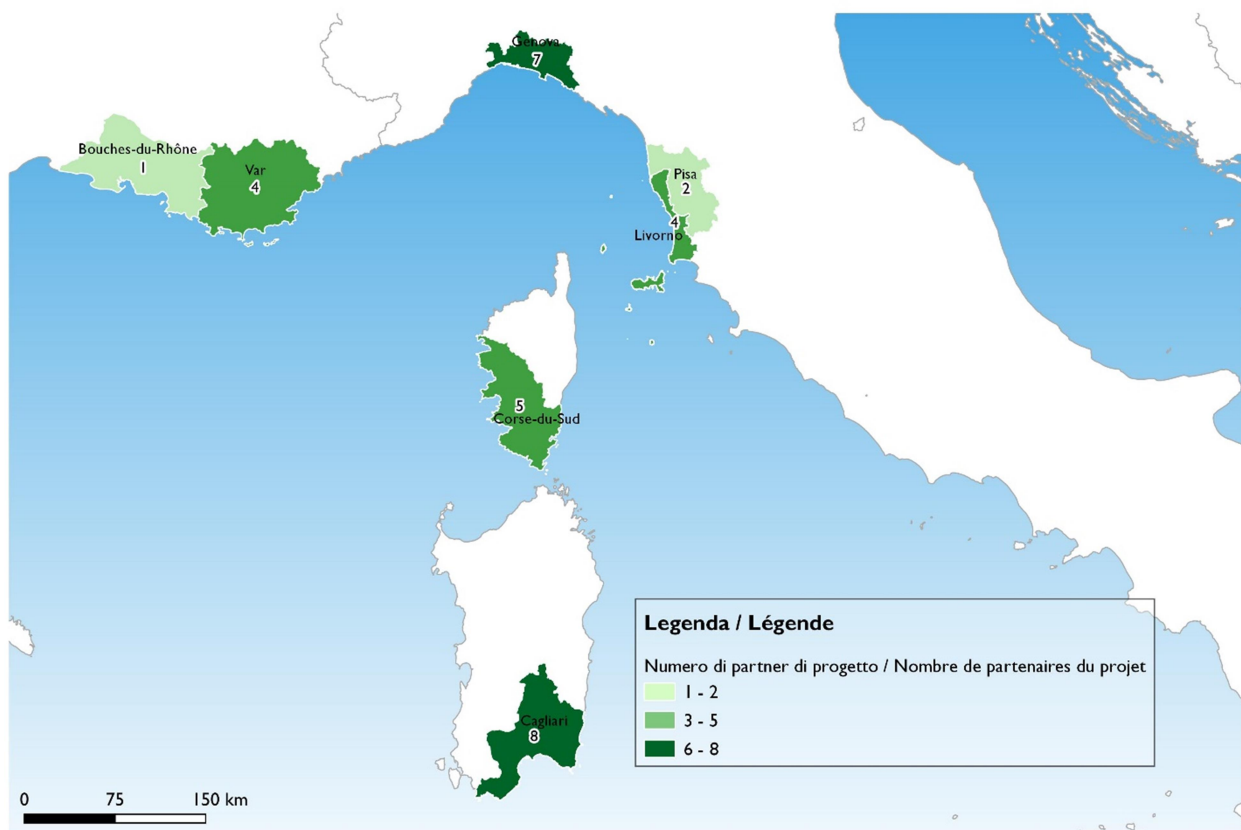 Genova
7
Bouches-du-Rhône
1
Var
4
Pisa
2
4
Livorno
5
Corse-du-Sud
Cagliari
8
Legenda / Légende
Numero di partner di progetto / Nombre de partenaires du projet
1 - 2
3 - 5
6 - 8
0 75 150 km